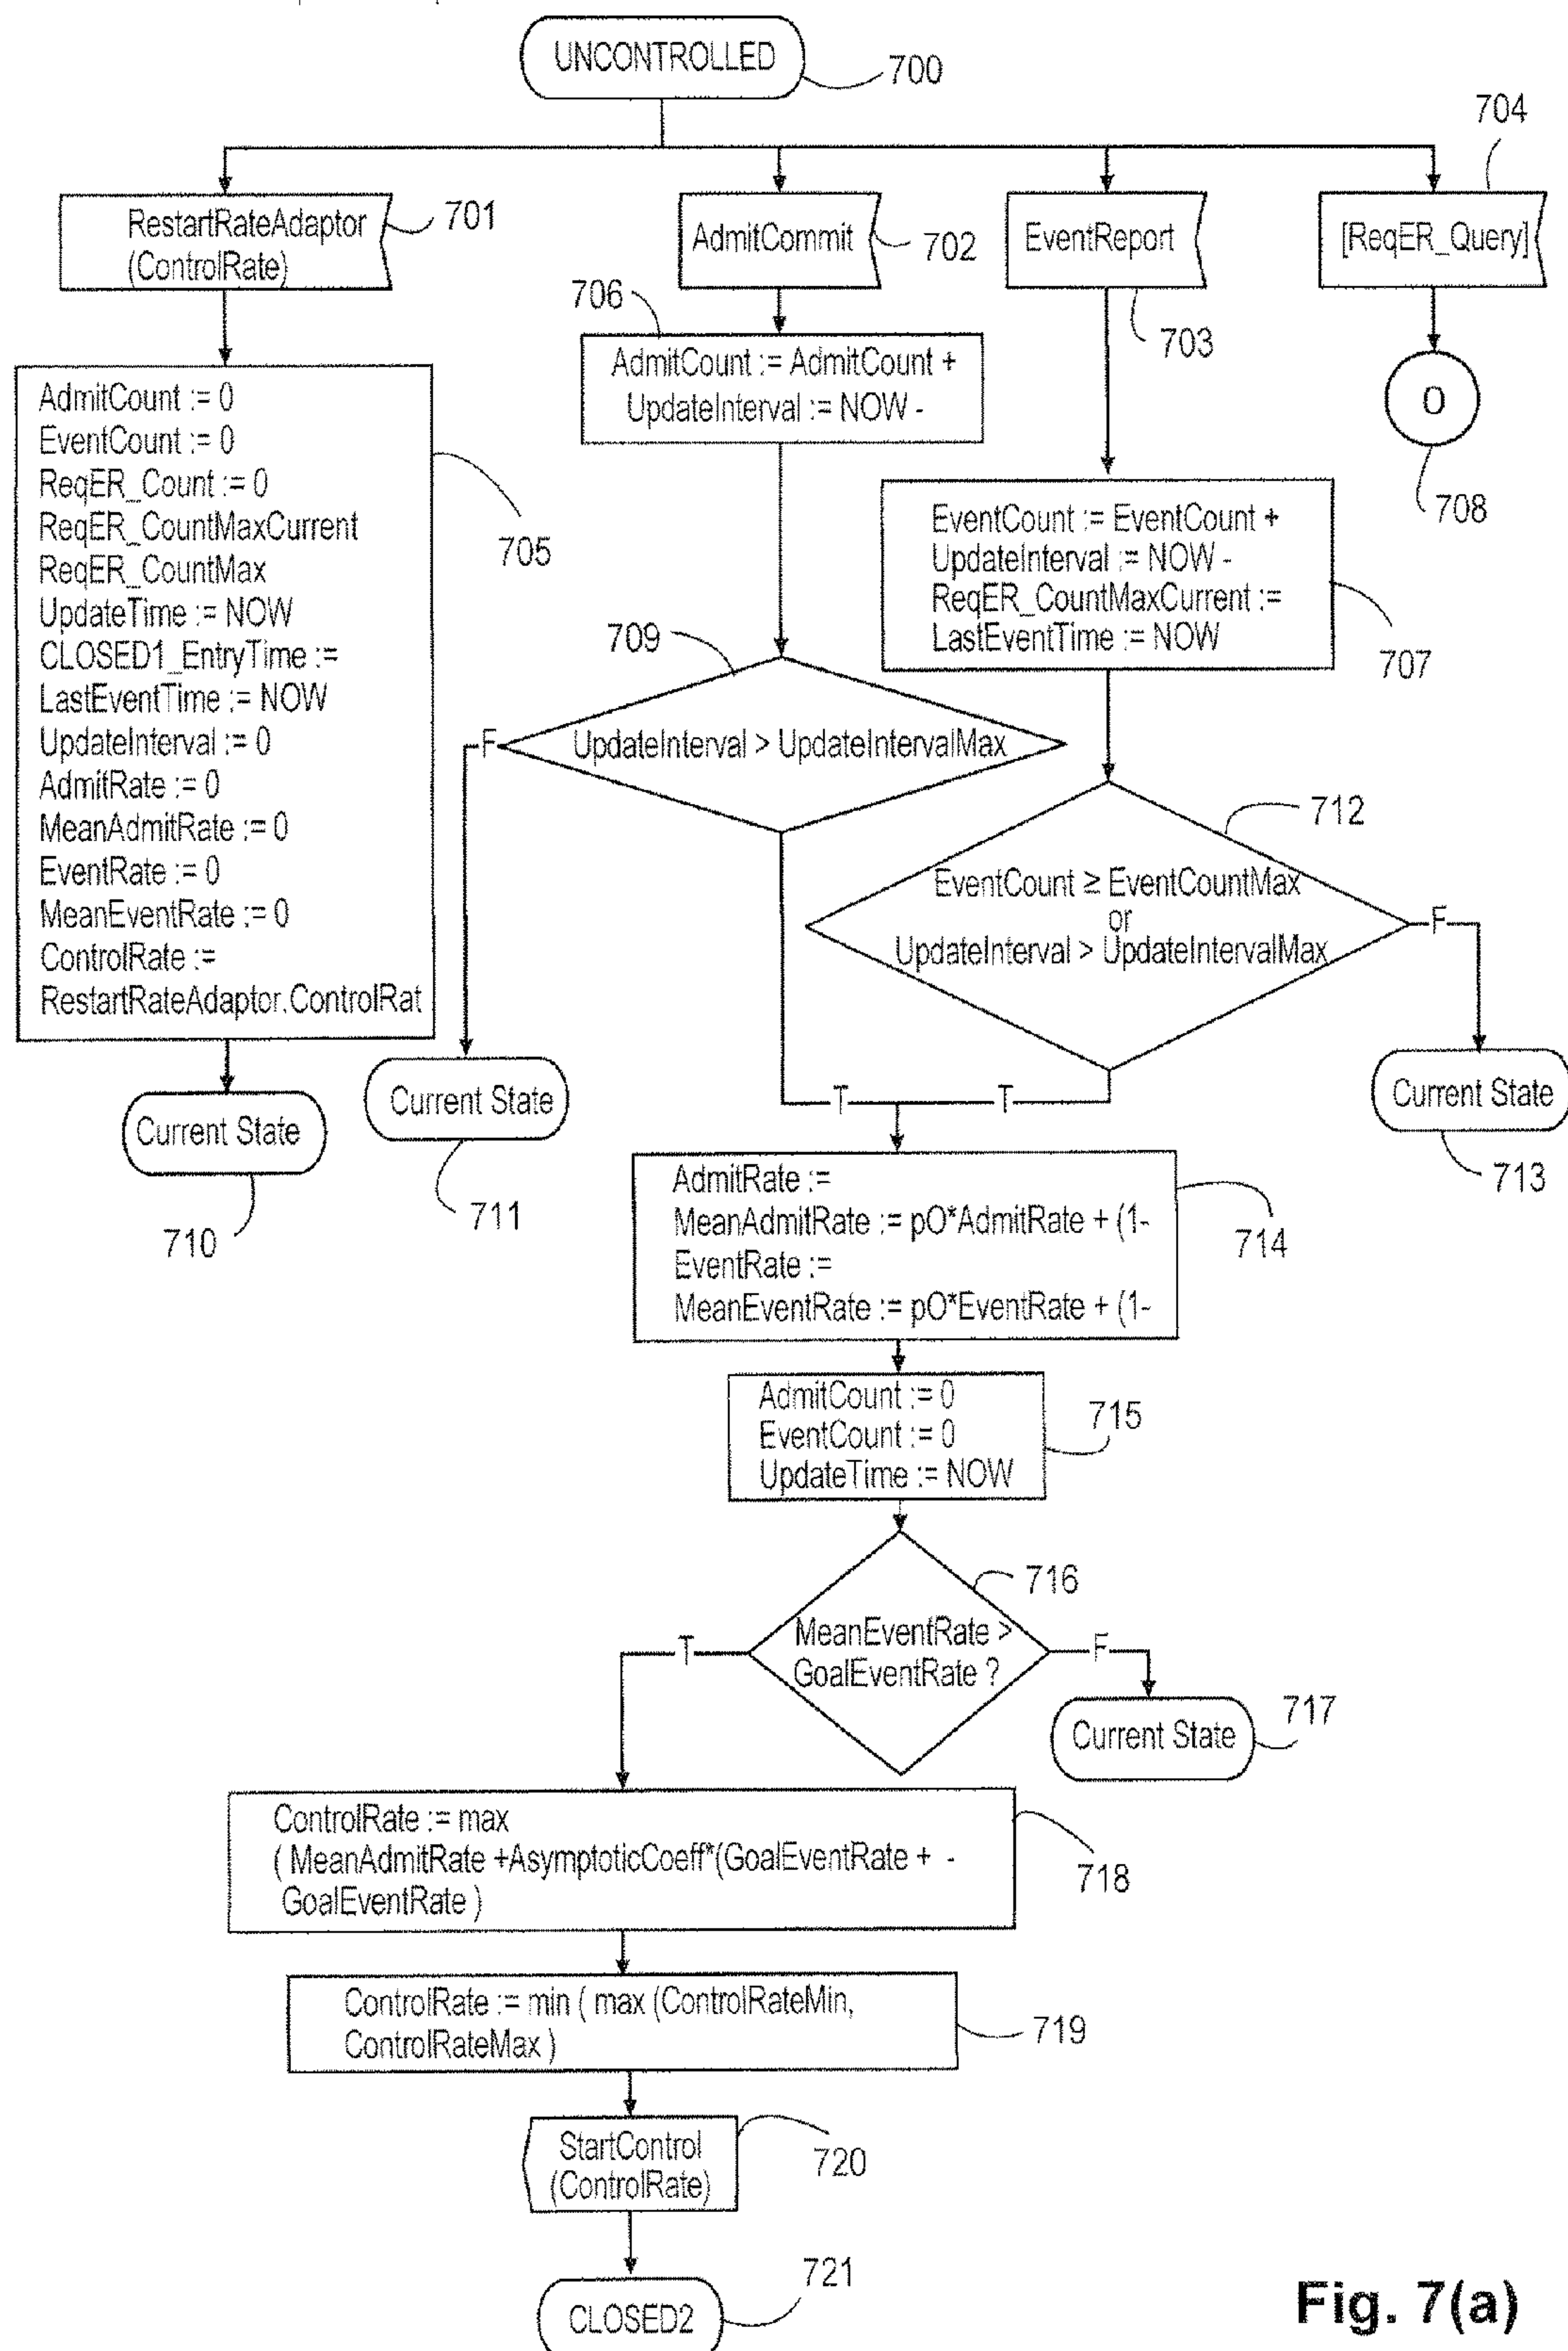 UNCONTROLLED
700
704
RestartRateAdaptor
(ControlRate)
701
AdmitCommit
702
EventReport
703
[ReqER_Query]
706
AdmitCount := AdmitCount +
UpdateInterval := NOW -
O
708
AdmitCount := 0
EventCount := 0
ReqER_Count := 0
ReqER_CountMaxCurrent
ReqER_CountMax
UpdateTime := NOW
CLOSED1_EntryTime :=
LastEventTime := NOW
UpdateInterval := 0
AdmitRate := 0
MeanAdmitRate := 0
EventRate := 0
MeanEventRate := 0
ControlRate :=
RestartRateAdaptor.ControlRat
705
EventCount := EventCount +
UpdateInterval := NOW -
ReqER_CountMaxCurrent :=
LastEventTime := NOW
707
709
UpdateInterval > UpdateIntervalMax
F
712
EventCount ≥ EventCountMax
or
UpdateInterval > UpdateIntervalMax
F
Current State
710
Current State
711
T
T
Current State
713
AdmitRate :=
MeanAdmitRate := pO*AdmitRate + (1-
EventRate :=
MeanEventRate := pO*EventRate + (1-
714
AdmitCount := 0
EventCount := 0
UpdateTime := NOW
715
716
MeanEventRate >
GoalEventRate ?
T
F
Current State
717
ControlRate := max
( MeanAdmitRate +AsymptoticCoeff*(GoalEventRate + -
GoalEventRate )
718
ControlRate := min ( max (ControlRateMin,
ControlRateMax )
719
StartControl
(ControlRate)
720
CLOSED2
721
Fig. 7(a)